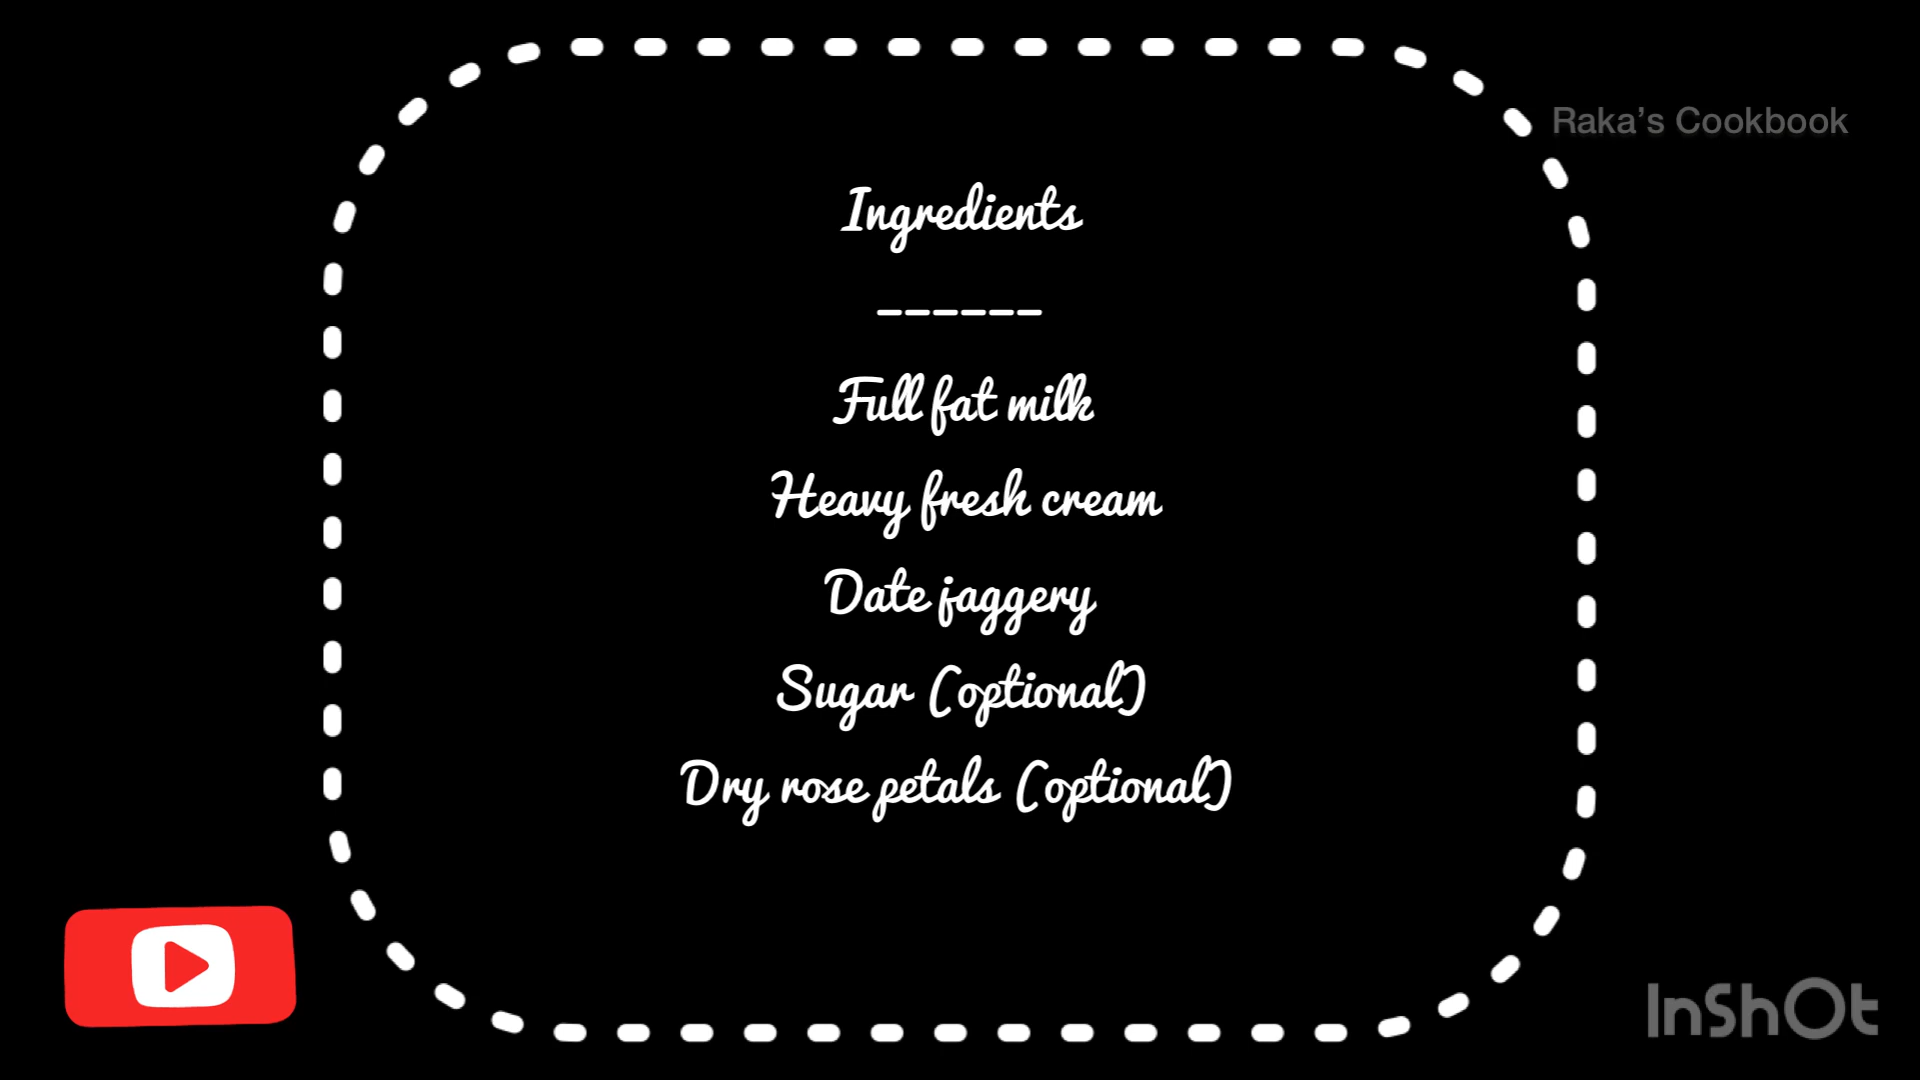 Raka’s Cookbook
Ingredients
------
Full fat milk
Heavy fresh cream
Date jaggery
Sugar (optional)
Dry rose petals (optional)
InShOt